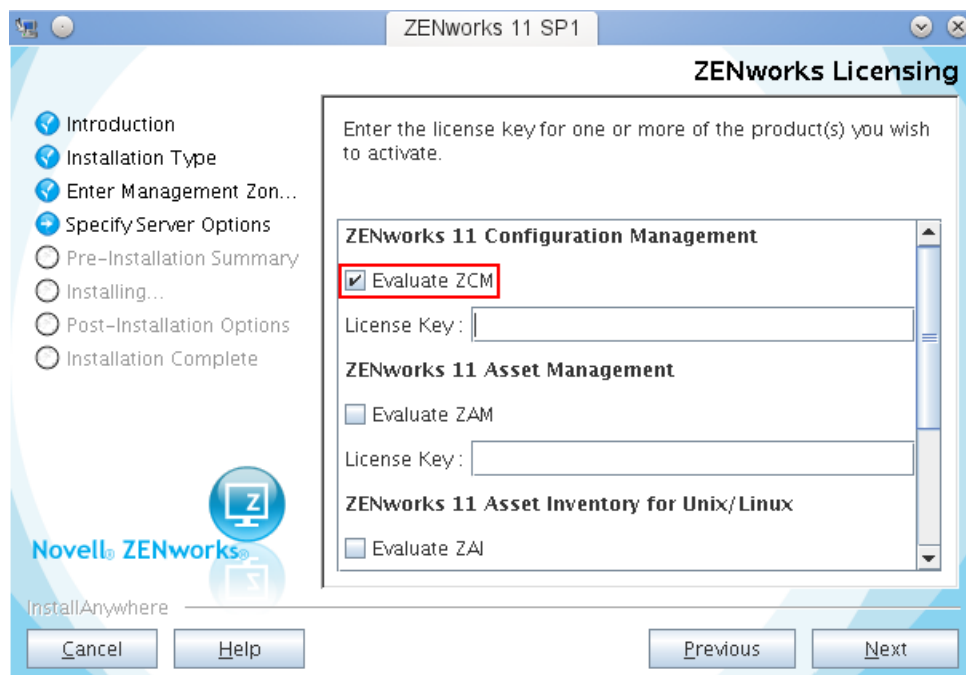 ZENworks 11 SP1
ZENworks Licensing
Introduction
Installation Type
Enter Management Zon...
Specify Server Options
Pre-Installation Summary
Installing...
Post-Installation Options
Installation Complete
Enter the license key for one or more of the product(s) you wish
to activate.
ZENworks 11 Configuration Management
Evaluate ZCM
License Key :
ZENworks 11 Asset Management
Evaluate ZAM
License Key :
ZENworks 11 Asset Inventory for Unix/Linux
Evaluate ZAI
Z
Novell® ZENworks®
InstallAnywhere
Cancel
Help
Previous
Next